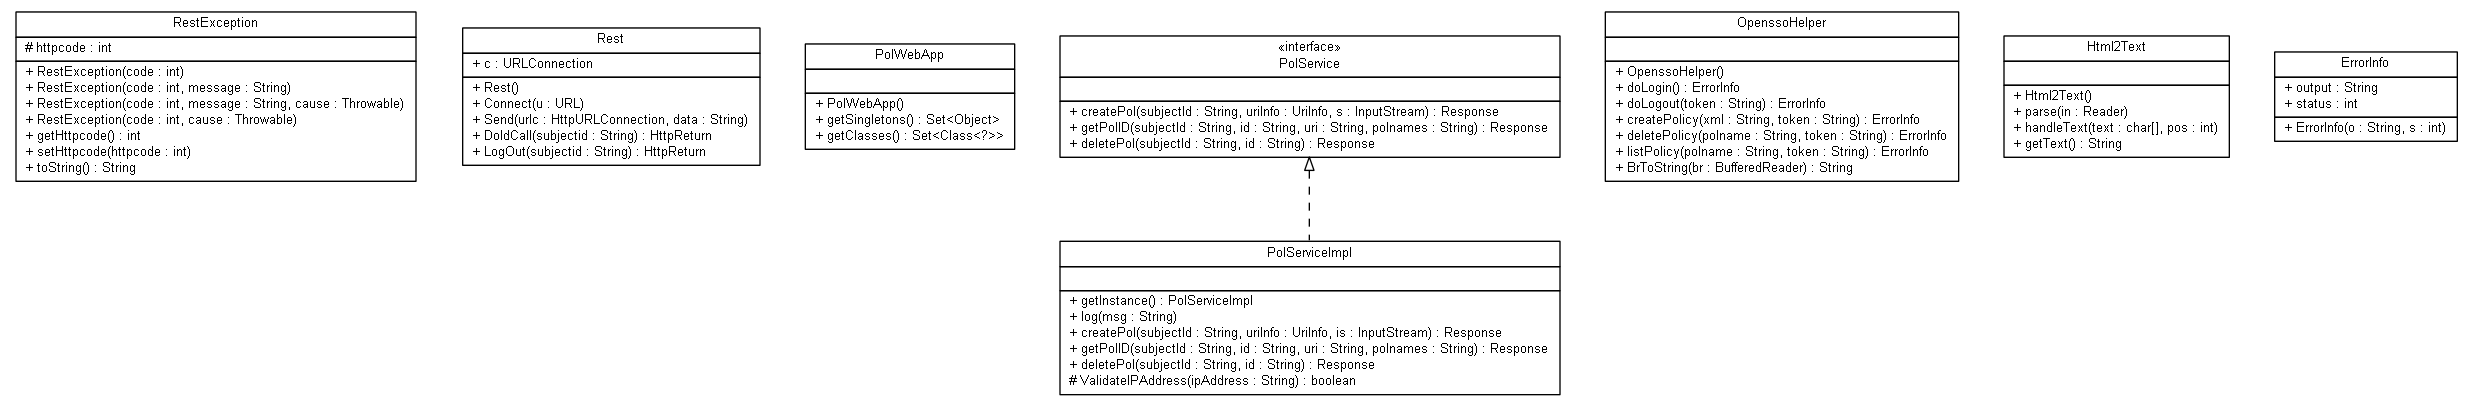 RestException
# httpcode : int
+ RestException(code : int)
+ RestException(code : int, message : String)
+ RestException(code : int, message : String, cause : Throwable)
+ RestException(code : int, cause : Throwable)
+ getHttpcode() : int
+ setHttpcode(httpcode : int)
+ toString() : String
Rest
+ c : URLConnection
+ Rest()
+ Connect(u : URL)
+ Send(urlc : HttpURLConnection, data : String)
+ DoIdCall(subjectid : String) : HttpReturn
+ LogOut(subjectid : String) : HttpReturn
PolWebApp
+ PolWebApp()
+ getSingletons() : Set<Object>
+ getClasses() : Set<Class<?>>
«interface»
PolService
+ createPol(subjectId : String, uriInfo : UriInfo, s : InputStream) : Response
+ getPolID(subjectId : String, id : String, uri : String, polnames : String) : Response
+ deletePol(subjectId : String, id : String) : Response
PolServiceImpl
+ getInstance() : PolServiceImpl
+ log(msg : String)
+ createPol(subjectId : String, uriInfo : UriInfo, is : InputStream) : Response
+ getPolID(subjectId : String, id : String, uri : String, polnames : String) : Response
+ deletePol(subjectId : String, id : String) : Response
# ValidateIPAddress(ipAddress : String) : boolean
OpenssoHelper
+ OpenssoHelper()
+ doLogin() : ErrorInfo
+ doLogout(token : String) : ErrorInfo
+ createPolicy(xml : String, token : String) : ErrorInfo
+ deletePolicy(polname : String, token : String) : ErrorInfo
+ listPolicy(polname : String, token : String) : ErrorInfo
+ BrToString(br : BufferedReader) : String
Html2Text
+ Html2Text()
+ parse(in : Reader)
+ handleText(text : char[], pos : int)
+ getText() : String
ErrorInfo
+ output : String
+ status : int
+ ErrorInfo(o : String, s : int)